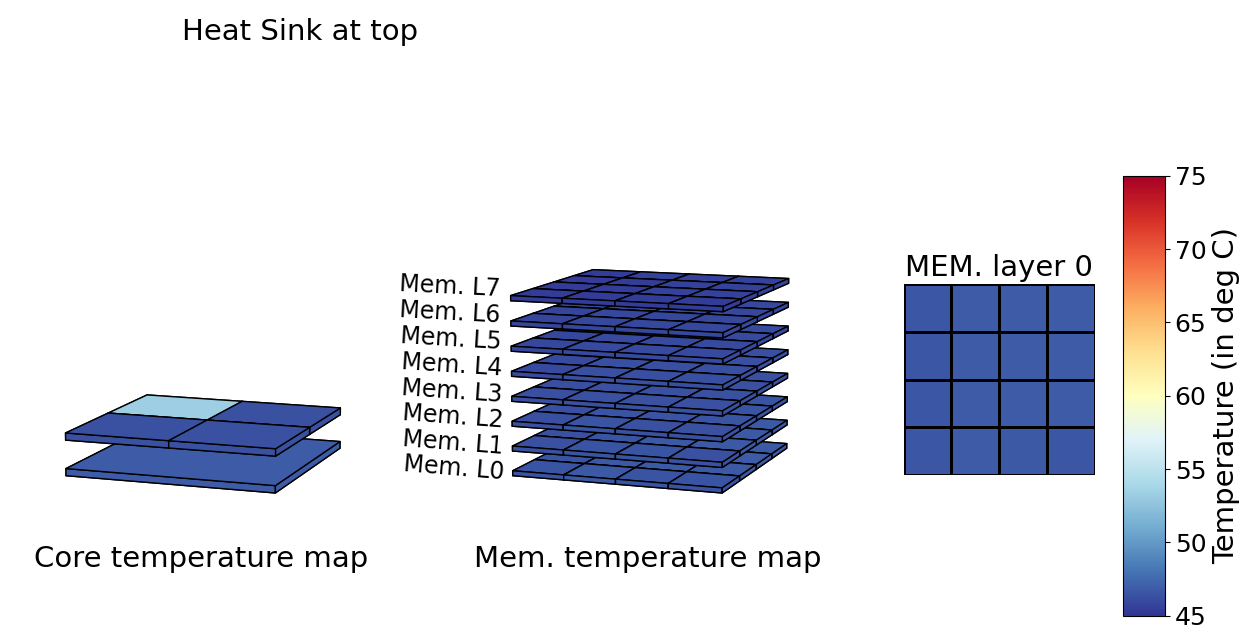 Heat Sink at top
Mem. L7
Mem. L6
Mem. L5
Mem. L4
Mem. L3
Mem. L2
Mem. L1
Mem. L0
Core temperature map
Mem. temperature map
MEM. layer 0
75
70
65
60
55
50
45
Temperature (in deg C)